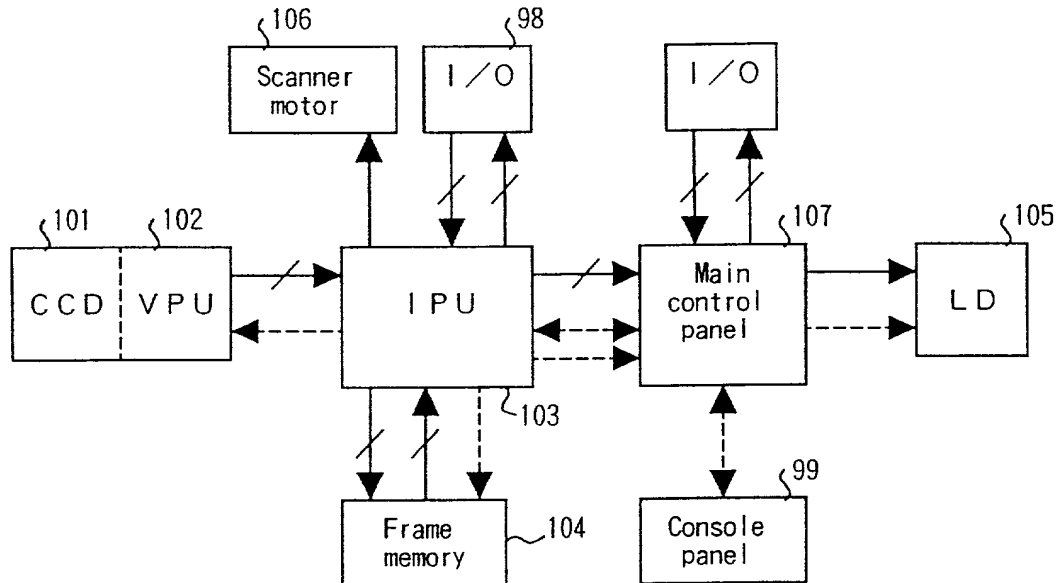 106
98
Scanner
motor
I/O
I/O
101
102
107
105
CCD
VPU
IPU
Main
control
panel
LD
103
Frame
memory
104
99
Console
panel